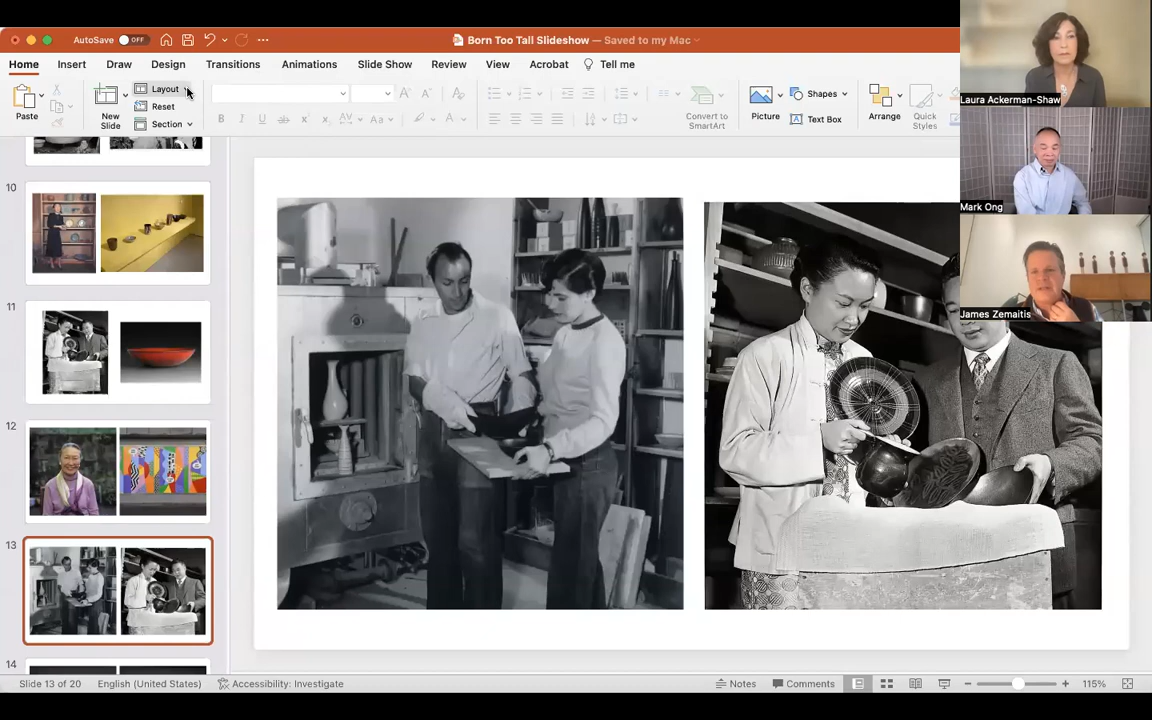 AutoSave OFF
Born Too Tall Slideshow — Saved to my Mac
Home Insert Draw Design Transitions Animations Slide Show Review View Acrobat Tell me
Paste
New Slide
Layout
Reset
Section
B I U ab x x AV Aa A
Convert to SmartArt
Picture
Shapes
Text Box
Arrange
Quick Styles
Laura Ackerman-Shaw
Mark Ong
James Zemaitis
10
11
12
13
14
Slide 13 of 20 English (United States) Accessibility: Investigate Notes Comments 115%